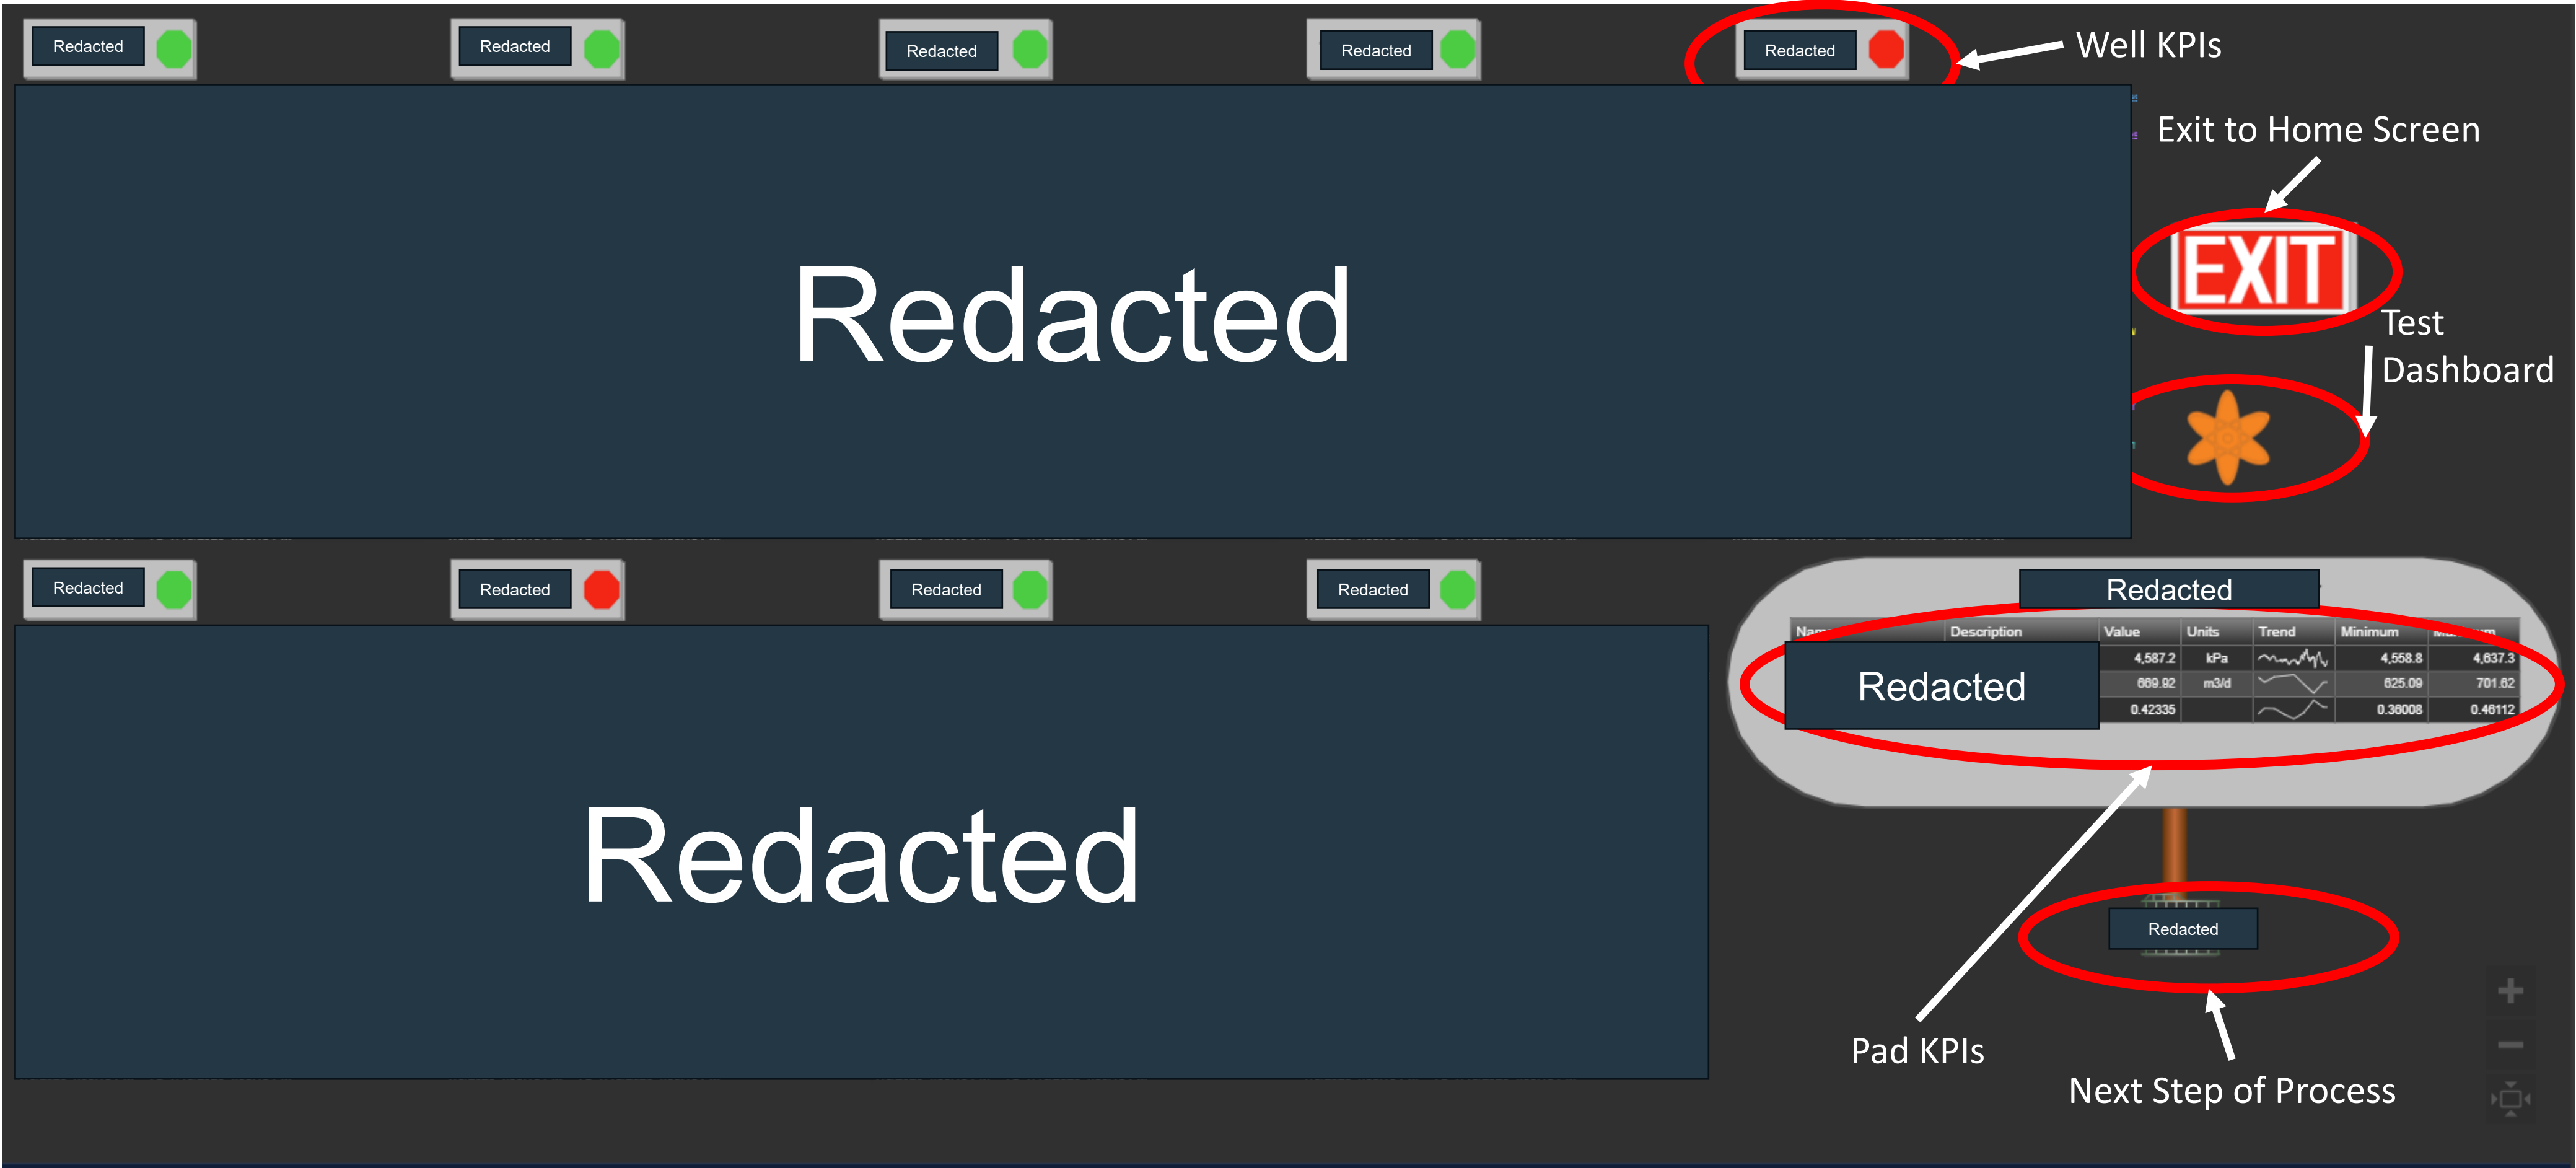 Redacted
Redacted
Redacted
Redacted
Redacted
Well KPIs
Exit to Home Screen
Redacted
EXIT
Test
Dashboard
Redacted
Redacted
Redacted
Redacted
Redacted
Description Value Units Trend Minimum
4,587.2 kPa 4,558.8 4,637.3
Redacted
669.92 m3/d 625.09 701.62
0.42335 0.36008 0.46112
Redacted
Redacted
Pad KPIs
Next Step of Process